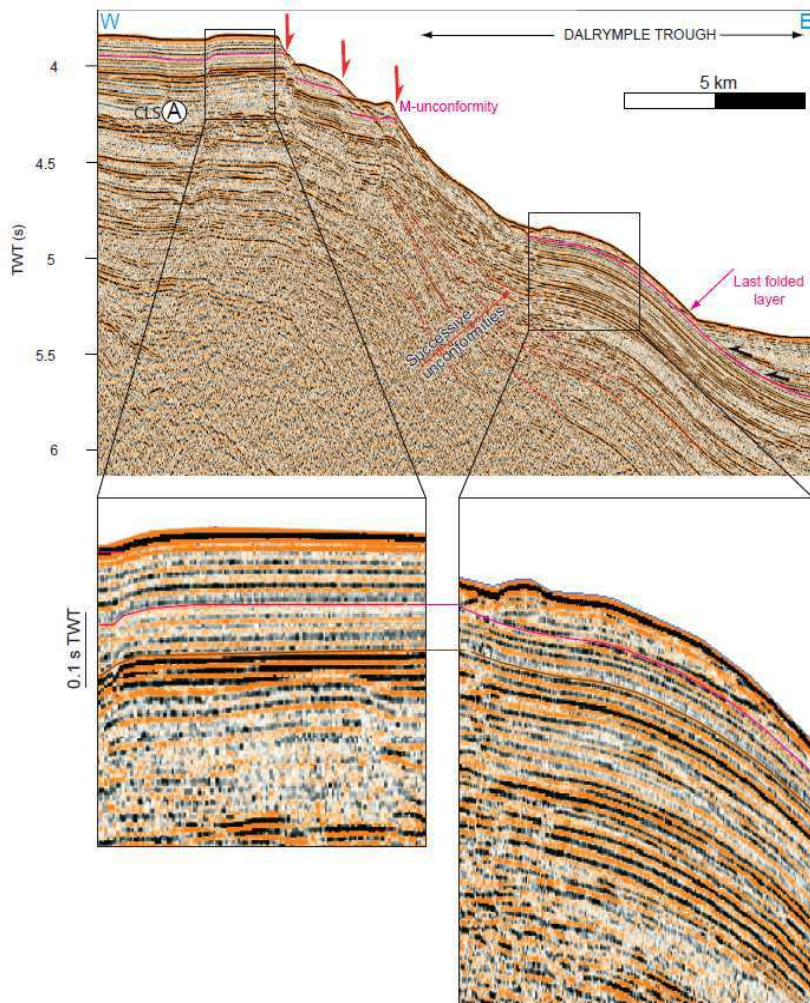 W
E
DALRYMPLE TROUGH
5 km
M-unconformity
CLS A
4
4.5
5
5.5
6
TWT (s)
Last folded
layer
Successive
unconformities
0.1 s TWT